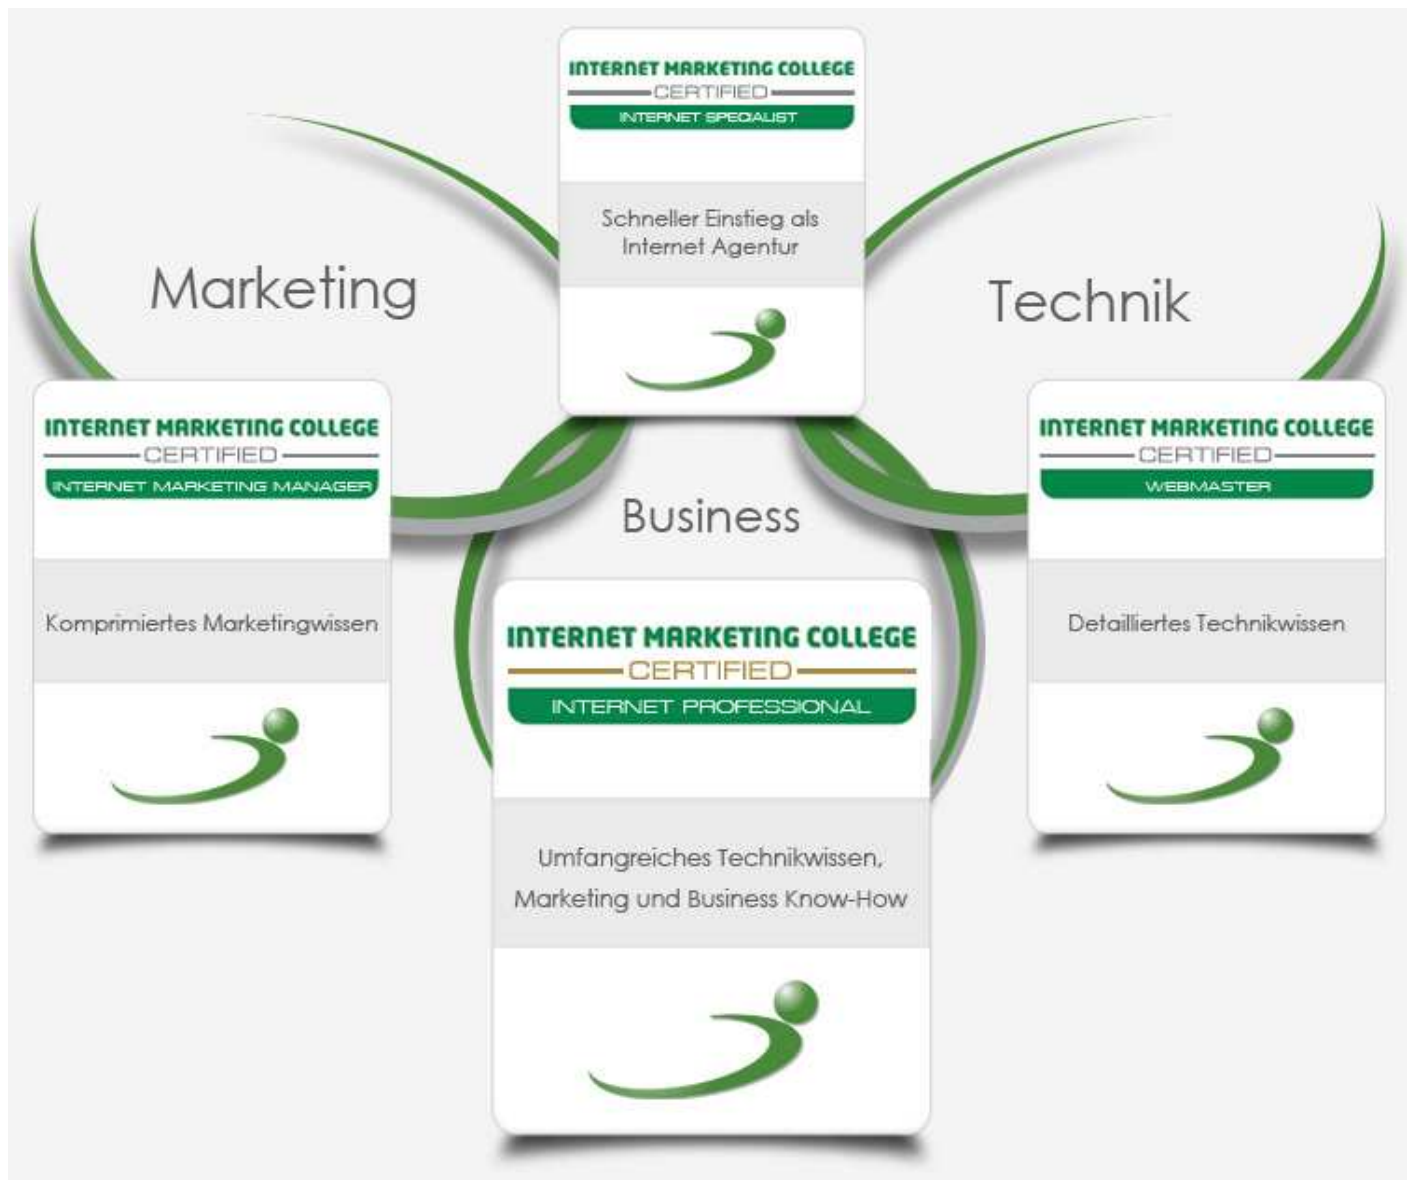 INTERNET MARKETING COLLEGE
CERTIFIED
INTERNET SPECIALIST
Schneller Einstieg als
Internet Agentur
Marketing
Technik
INTERNET MARKETING COLLEGE
CERTIFIED
INTERNET MARKETING MANAGER
Komprimiertes Marketingwissen
Business
INTERNET MARKETING COLLEGE
CERTIFIED
WEBMASTER
Detailliertes Technikwissen
INTERNET MARKETING COLLEGE
CERTIFIED
INTERNET PROFESSIONAL
Umfangreiches Technikwissen,
Marketing und Business Know-How